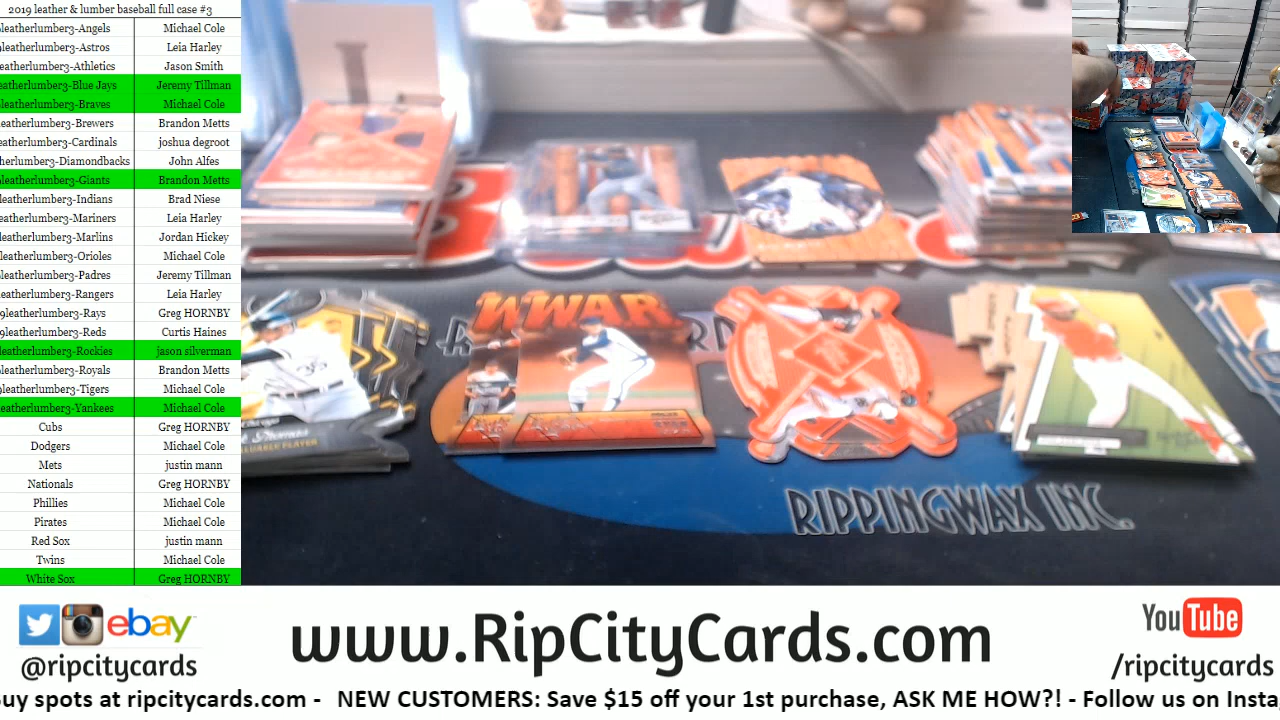 2019 leather & lumber baseball full case #3
leatherlumber3-Angels Michael Cole
leatherlumber3-Astros Leia Harley
leatherlumber3-Athletics Jason Smith
eatherlumber3-Blue Jays Jeremy Tillman
leatherlumber3-Braves Michael Cole
leatherlumber3-Brewers Brandon Metts
eatherlumber3-Cardinals joshua degroot
herlumber3-Diamondbacks John Alfes
leatherlumber3-Giants Brandon Metts
leatherlumber3-Indians Brad Niese
leatherlumber3-Mariners Leia Harley
leatherlumber3-Marlins Jordan Hickey
leatherlumber3-Orioles Michael Cole
leatherlumber3-Padres Jeremy Tillman
leatherlumber3-Rangers Leia Harley
9leatherlumber3-Rays Greg HORNBY
9leatherlumber3-Reds Curtis Haines
leatherlumber3-Rockies jason silverman
leatherlumber3-Royals Brandon Metts
leatherlumber3-Tigers Michael Cole
leatherlumber3-Yankees Michael Cole
Cubs Greg HORNBY
Dodgers Michael Cole
Mets justin mann
Nationals Greg HORNBY
Phillies Michael Cole
Pirates Michael Cole
Red Sox justin mann
Twins Michael Cole
White Sox Greg HORNBY
WWAR
RIPPINGWAX INC.
ebay
@ripcitycards
www.RipCityCards.com
YouTube
/ripcitycards
Buy spots at ripcitycards.com - NEW CUSTOMERS: Save $15 off your 1st purchase, ASK ME HOW?! - Follow us on Insta